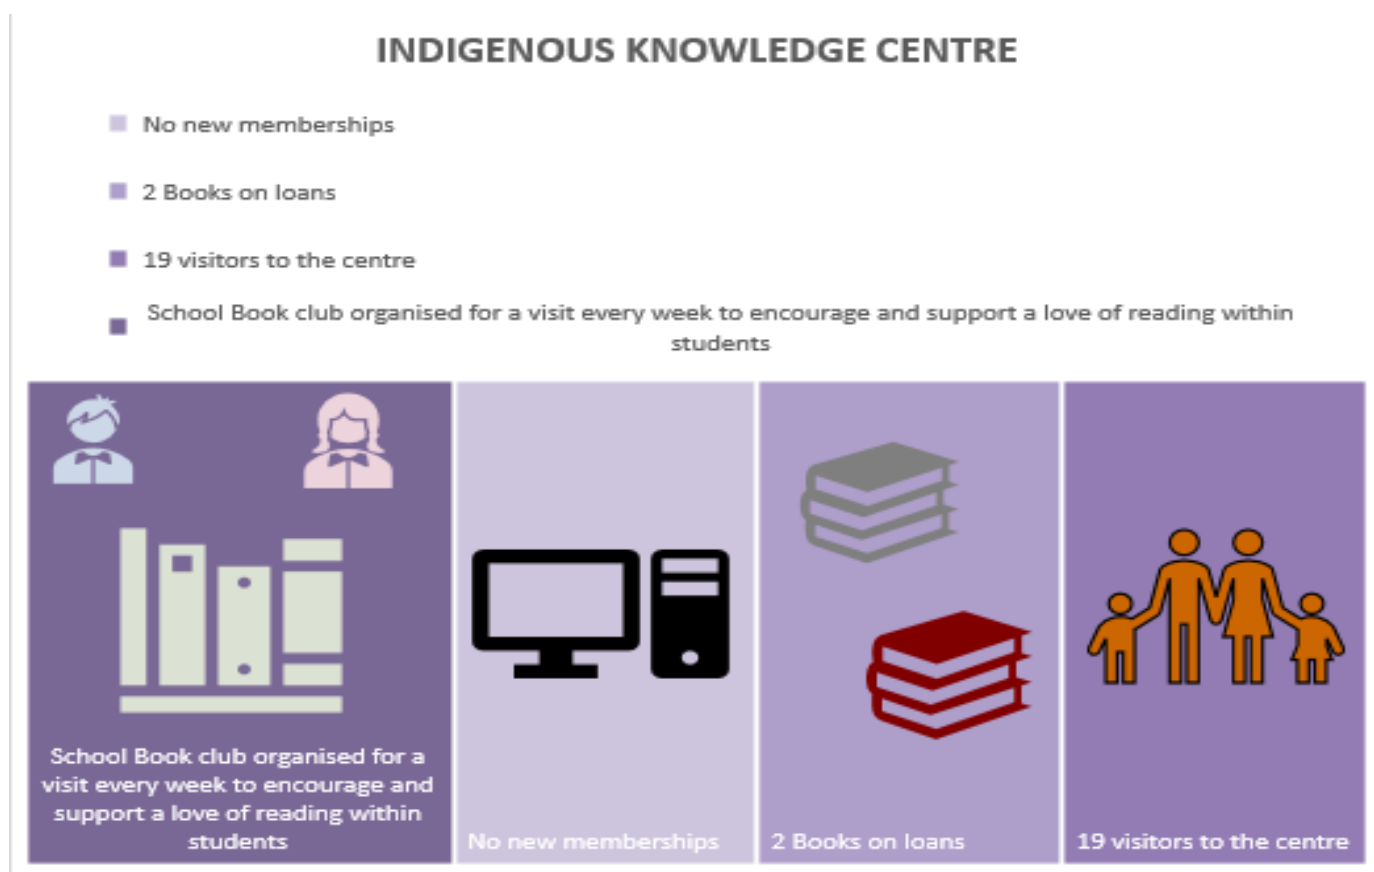 INDIGENOUS KNOWLEDGE CENTRE
No new memberships
2 Books on loans
19 visitors to the centre
School Book club organised for a visit every week to encourage and support a love of reading within
students
School Book club organised for a
visit every week to encourage and
support a love of reading within
students
No new memberships
2 Books on loans
19 visitors to the centre